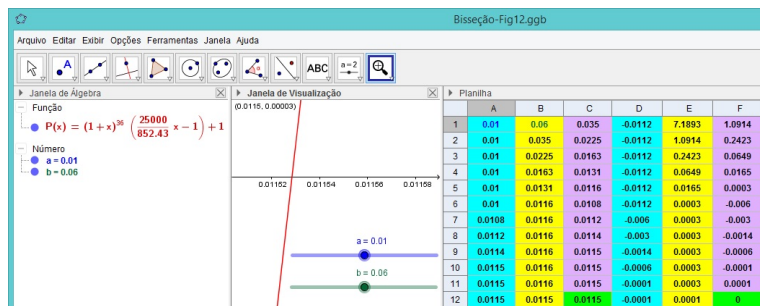 Bisseção-Fig12.ggb
Arquivo Editar Exibir Opções Ferramentas Janela Ajuda
A ABC a=2
Janela de Álgebra
Função
P(x) = (1+x)^36 (25000/852.43 x − 1) + 1
Número
a = 0.01
b = 0.06
Janela de Visualização
(0.0115, 0.00003)
0.01152 0.01154 0.01156 0.01158
a = 0.01
b = 0.06
Planilha
A B C D E F
1 0.01 0.06 0.035 -0.0112 7.1893 1.0914
2 0.01 0.035 0.0225 -0.0112 1.0914 0.2423
3 0.01 0.0225 0.0163 -0.0112 0.2423 0.0649
4 0.01 0.0163 0.0131 -0.0112 0.0649 0.0165
5 0.01 0.0131 0.0116 -0.0112 0.0165 0.0003
6 0.01 0.0116 0.0108 -0.0112 0.0003 -0.006
7 0.0108 0.0116 0.0112 -0.006 0.0003 -0.003
8 0.0112 0.0116 0.0114 -0.003 0.0003 -0.0014
9 0.0114 0.0116 0.0115 -0.0014 0.0003 -0.0006
10 0.0115 0.0116 0.0115 -0.0006 0.0003 -0.0001
11 0.0115 0.0116 0.0115 -0.0001 0.0003 0.0001
12 0.0115 0.0115 0.0115 -0.0001 0.0001 0